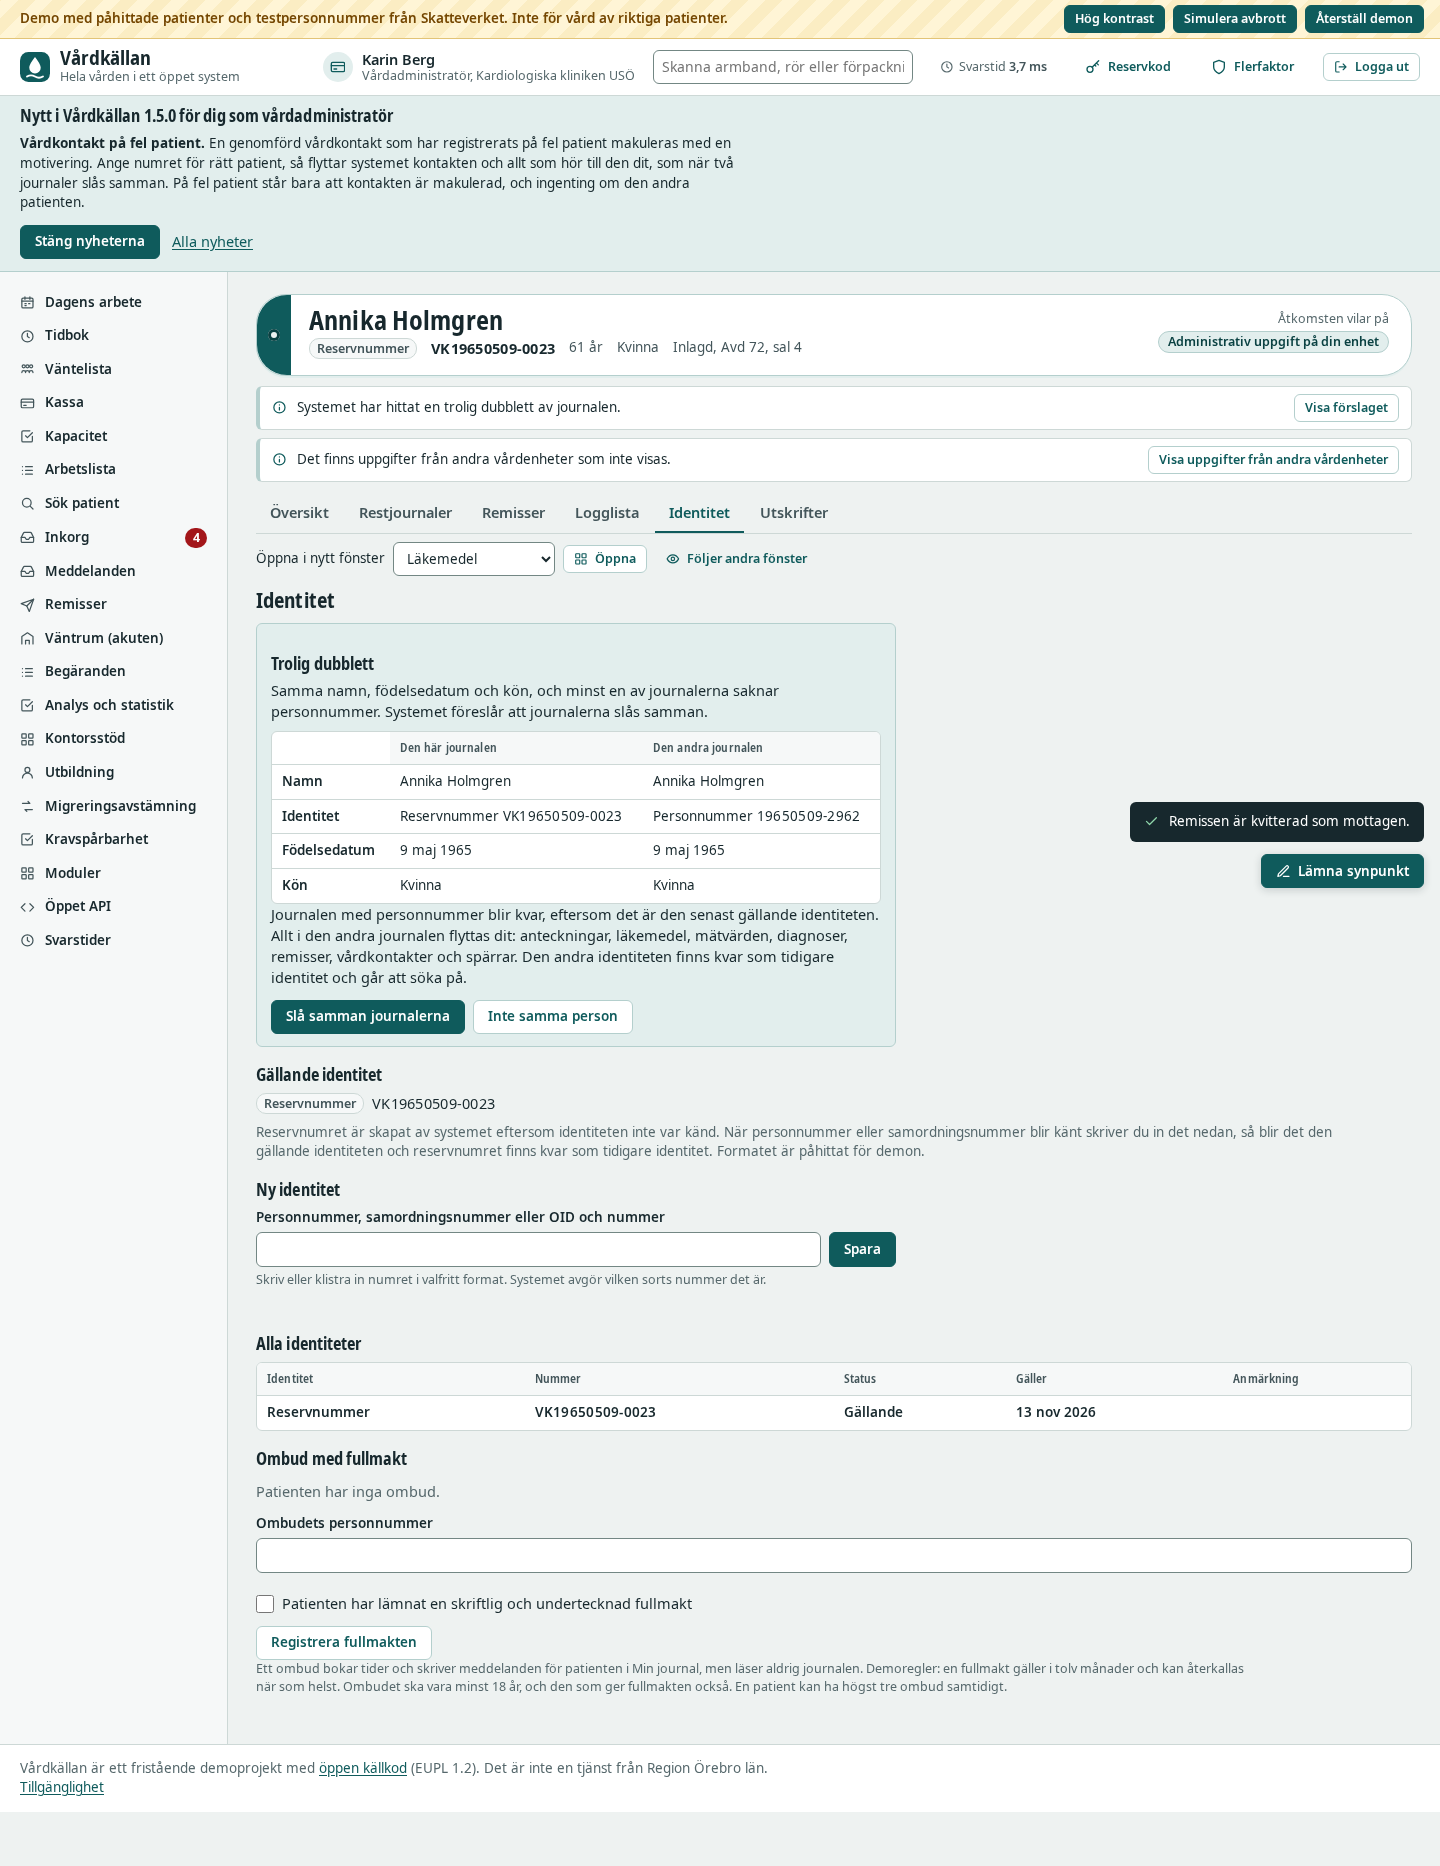 Demo med påhittade patienter och testpersonnummer från Skatteverket. Inte för vård av riktiga patienter.
Hög kontrast
Simulera avbrott
Återställ demon
Vårdkällan
Hela vården i ett öppet system
Karin Berg
Vårdadministratör, Kardiologiska kliniken USÖ
Skanna armband, rör eller förpackni
Svarstid 3,7 ms
Reservkod
Flerfaktor
Logga ut
Nytt i Vårdkällan 1.5.0 för dig som vårdadministratör
Vårdkontakt på fel patient. En genomförd vårdkontakt som har registrerats på fel patient makuleras med en
motivering. Ange numret för rätt patient, så flyttar systemet kontakten och allt som hör till den dit, som när två
journaler slås samman. På fel patient står bara att kontakten är makulerad, och ingenting om den andra
patienten.
Stäng nyheterna
Alla nyheter
Dagens arbete
Tidbok
Väntelista
Kassa
Kapacitet
Arbetslista
Sök patient
Inkorg
4
Meddelanden
Remisser
Väntrum (akuten)
Begäranden
Analys och statistik
Kontorsstöd
Utbildning
Migreringsavstämning
Kravspårbarhet
Moduler
Öppet API
Svarstider
Annika Holmgren
Reservnummer
VK19650509-0023
61 år
Kvinna
Inlagd, Avd 72, sal 4
Åtkomsten vilar på
Administrativ uppgift på din enhet
Systemet har hittat en trolig dubblett av journalen.
Visa förslaget
Det finns uppgifter från andra vårdenheter som inte visas.
Visa uppgifter från andra vårdenheter
Översikt
Restjournaler
Remisser
Logglista
Identitet
Utskrifter
Öppna i nytt fönster
Läkemedel
Öppna
Följer andra fönster
Identitet
Trolig dubblett
Samma namn, födelsedatum och kön, och minst en av journalerna saknar
personnummer. Systemet föreslår att journalerna slås samman.
Den här journalen
Den andra journalen
Namn
Annika Holmgren
Annika Holmgren
Identitet
Reservnummer VK19650509-0023
Personnummer 19650509-2962
Födelsedatum
9 maj 1965
9 maj 1965
Kön
Kvinna
Kvinna
Journalen med personnummer blir kvar, eftersom det är den senast gällande identiteten.
Allt i den andra journalen flyttas dit: anteckningar, läkemedel, mätvärden, diagnoser,
remisser, vårdkontakter och spärrar. Den andra identiteten finns kvar som tidigare
identitet och går att söka på.
Slå samman journalerna
Inte samma person
Remissen är kvitterad som mottagen.
Lämna synpunkt
Gällande identitet
Reservnummer
VK19650509-0023
Reservnumret är skapat av systemet eftersom identiteten inte var känd. När personnummer eller samordningsnummer blir känt skriver du in det nedan, så blir det den
gällande identiteten och reservnumret finns kvar som tidigare identitet. Formatet är påhittat för demon.
Ny identitet
Personnummer, samordningsnummer eller OID och nummer
Spara
Skriv eller klistra in numret i valfritt format. Systemet avgör vilken sorts nummer det är.
Alla identiteter
Identitet
Nummer
Status
Gäller
Anmärkning
Reservnummer
VK19650509-0023
Gällande
13 nov 2026
Ombud med fullmakt
Patienten har inga ombud.
Ombudets personnummer
Patienten har lämnat en skriftlig och undertecknad fullmakt
Registrera fullmakten
Ett ombud bokar tider och skriver meddelanden för patienten i Min journal, men läser aldrig journalen. Demoregler: en fullmakt gäller i tolv månader och kan återkallas
när som helst. Ombudet ska vara minst 18 år, och den som ger fullmakten också. En patient kan ha högst tre ombud samtidigt.
Vårdkällan är ett fristående demoprojekt med öppen källkod (EUPL 1.2). Det är inte en tjänst från Region Örebro län.
Tillgänglighet